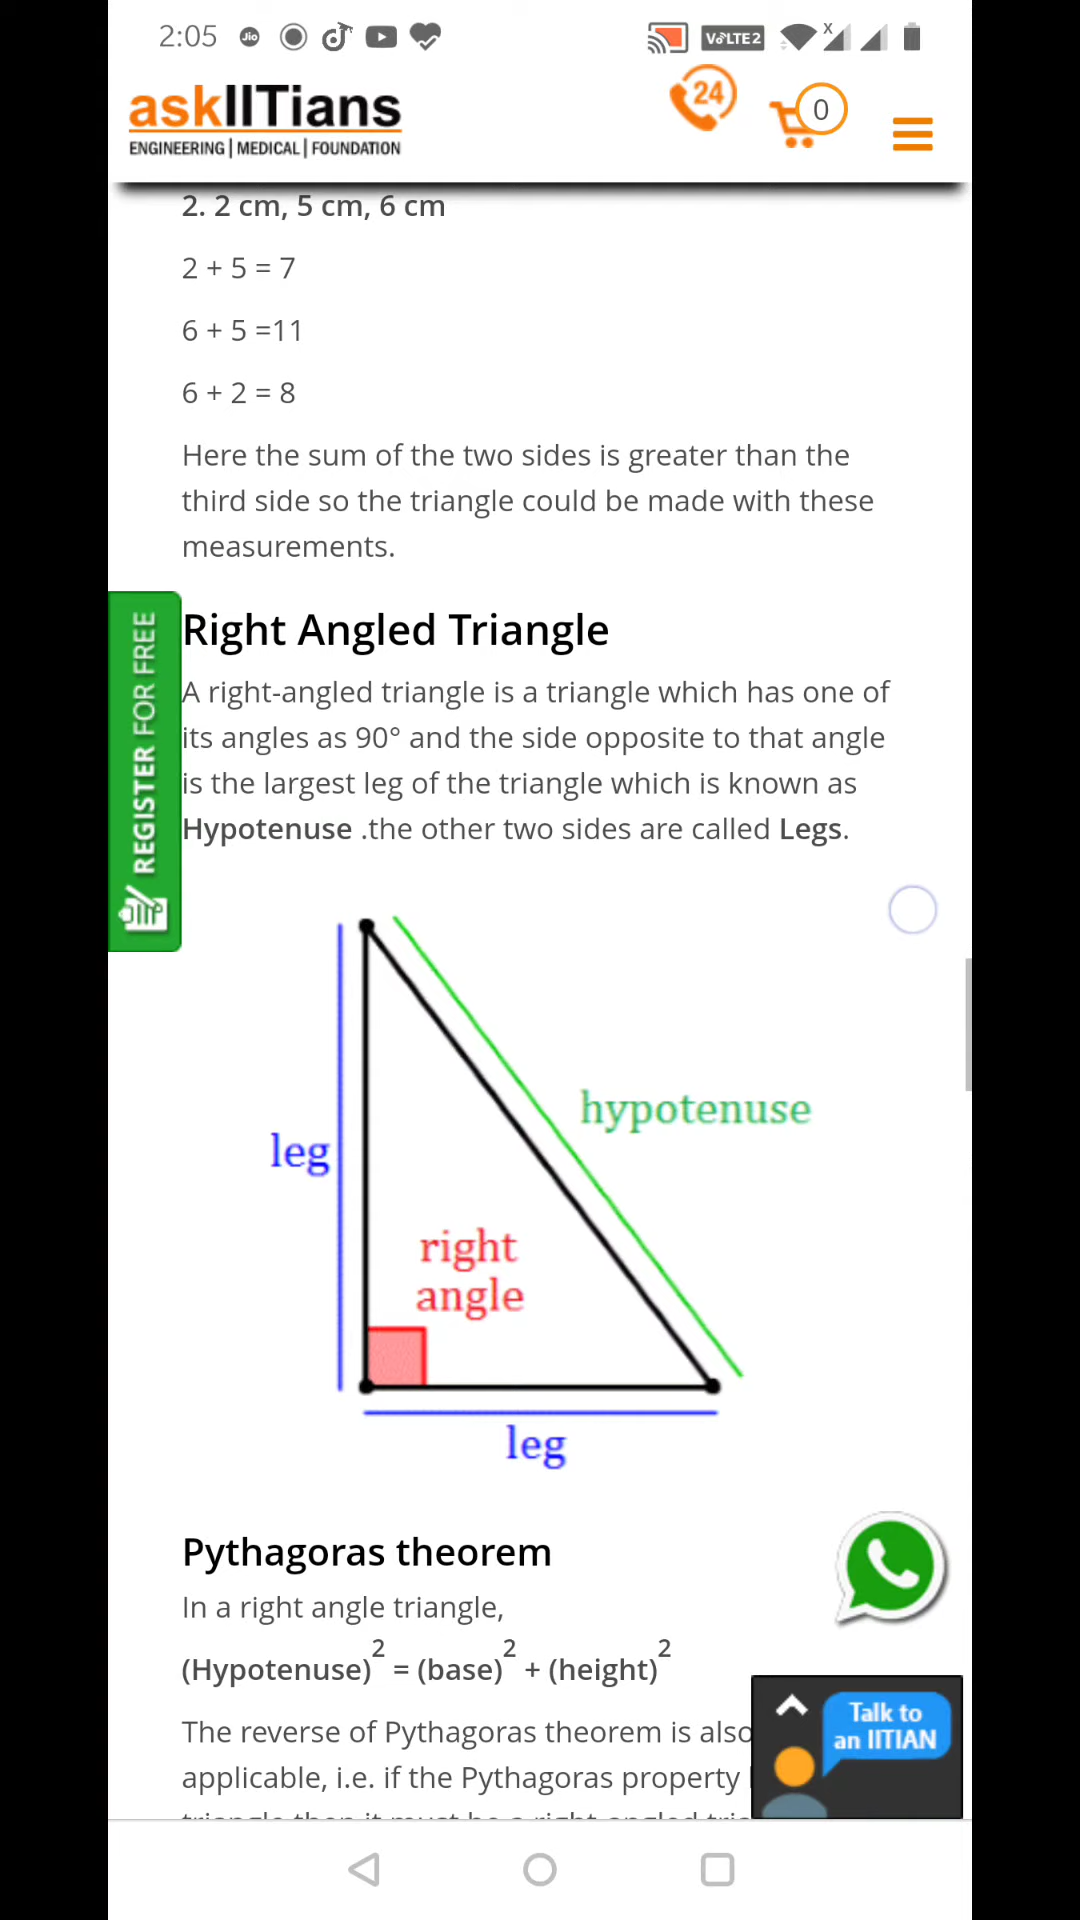 2:05
Jio
VoLTE2
X
askIITians
ENGINEERING | MEDICAL | FOUNDATION
24
0
2. 2 cm, 5 cm, 6 cm
2 + 5 = 7
6 + 5 =11
6 + 2 = 8
Here the sum of the two sides is greater than the
third side so the triangle could be made with these
measurements.
REGISTER FOR FREE
Right Angled Triangle
A right-angled triangle is a triangle which has one of
its angles as 90° and the side opposite to that angle
is the largest leg of the triangle which is known as
Hypotenuse .the other two sides are called Legs.
hypotenuse
leg
right
angle
leg
Pythagoras theorem
In a right angle triangle,
(Hypotenuse)² = (base)² + (height)²
The reverse of Pythagoras theorem is also
applicable, i.e. if the Pythagoras property
Talk to
an IITIAN